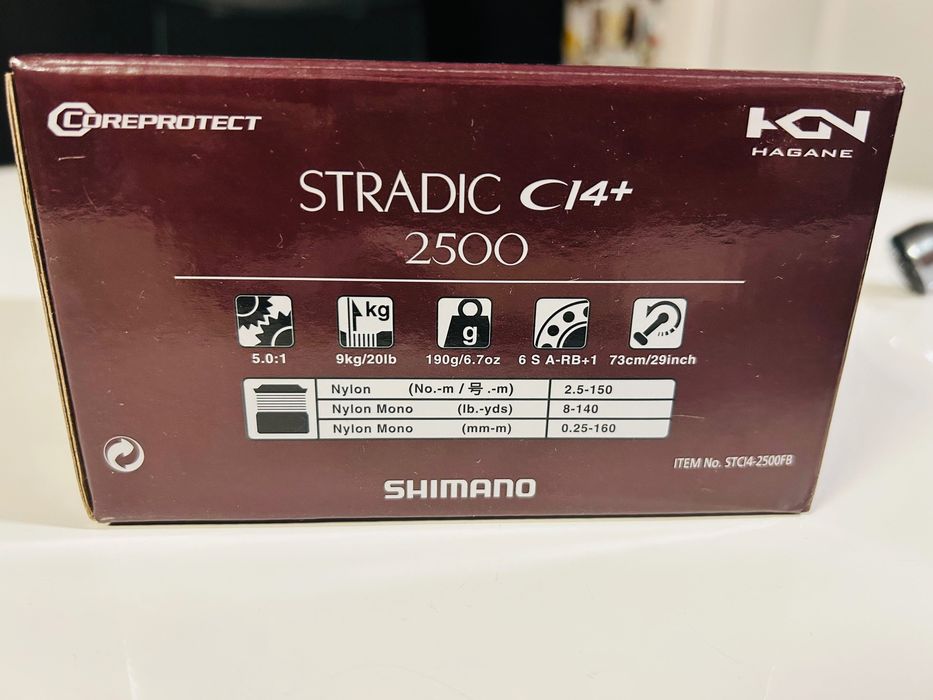 COREPROTECT
HAGANE
STRADIC CI4+
2500
kg
g
5.0:1 9kg/20lb 190g/6.7oz 6 S A-RB+1 73cm/29inch
Nylon (No.-m / 号.-m) 2.5-150
Nylon Mono (lb.-yds) 8-140
Nylon Mono (mm-m) 0.25-160
ITEM No. STCI4-2500FB
SHIMANO